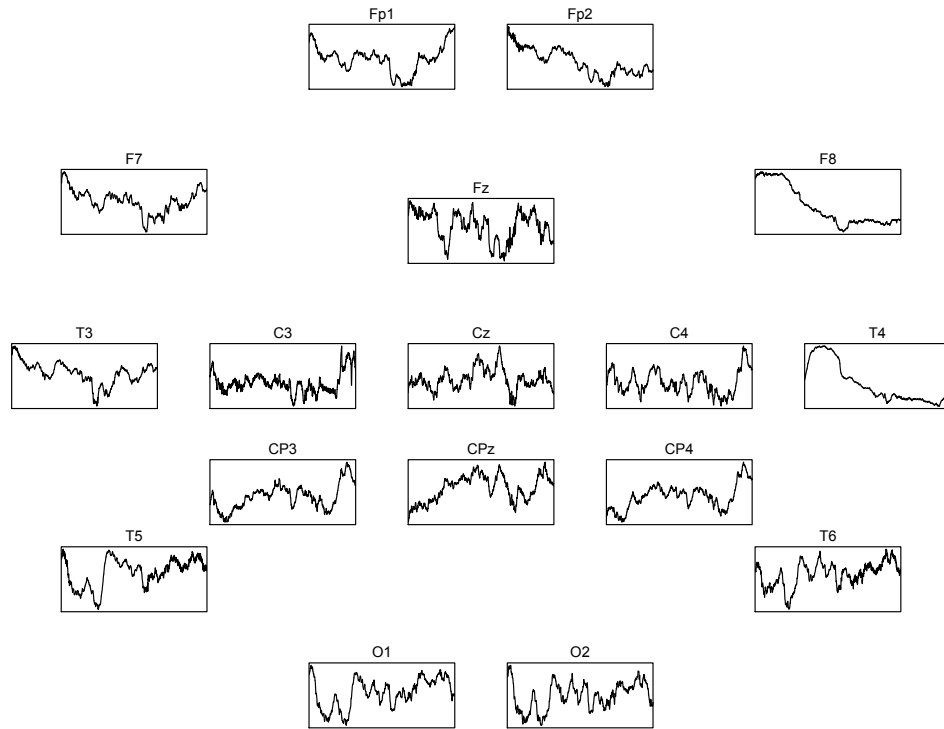 Fp1 Fp2
F7 F8
Fz
T3 C3 Cz C4 T4
CP3 CPz CP4
T5 T6
O1 O2